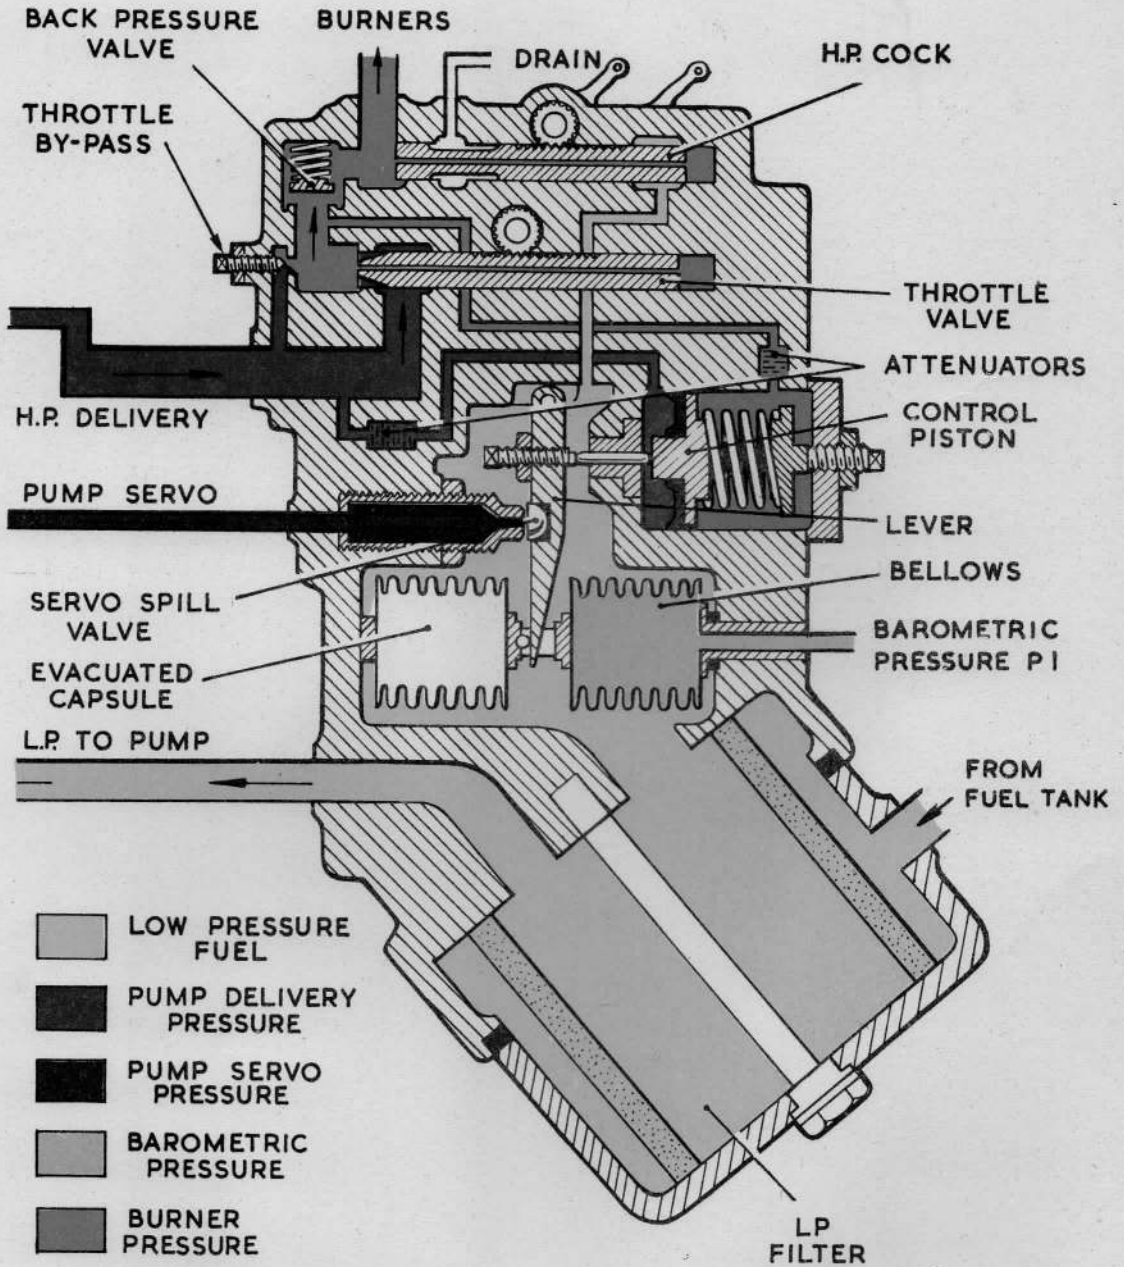 BACK PRESSURE
VALVE
BURNERS
DRAIN
H.P. COCK
THROTTLE
BY-PASS
THROTTLE
VALVE
ATTENUATORS
H.P. DELIVERY
CONTROL
PISTON
PUMP SERVO
LEVER
BELLOWS
SERVO SPILL
VALVE
BAROMETRIC
PRESSURE P1
EVACUATED
CAPSULE
L.P. TO PUMP
FROM
FUEL TANK
LOW PRESSURE
FUEL
PUMP DELIVERY
PRESSURE
PUMP SERVO
PRESSURE
BAROMETRIC
PRESSURE
BURNER
PRESSURE
LP
FILTER